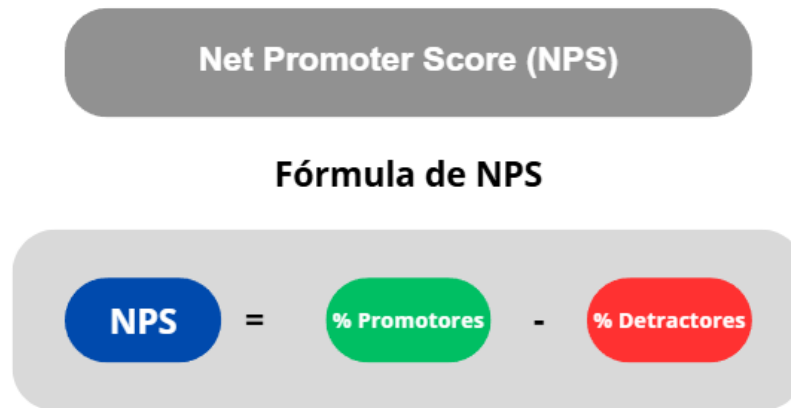 Net Promoter Score (NPS)
Fórmula de NPS
NPS = % Promotores - % Detractores